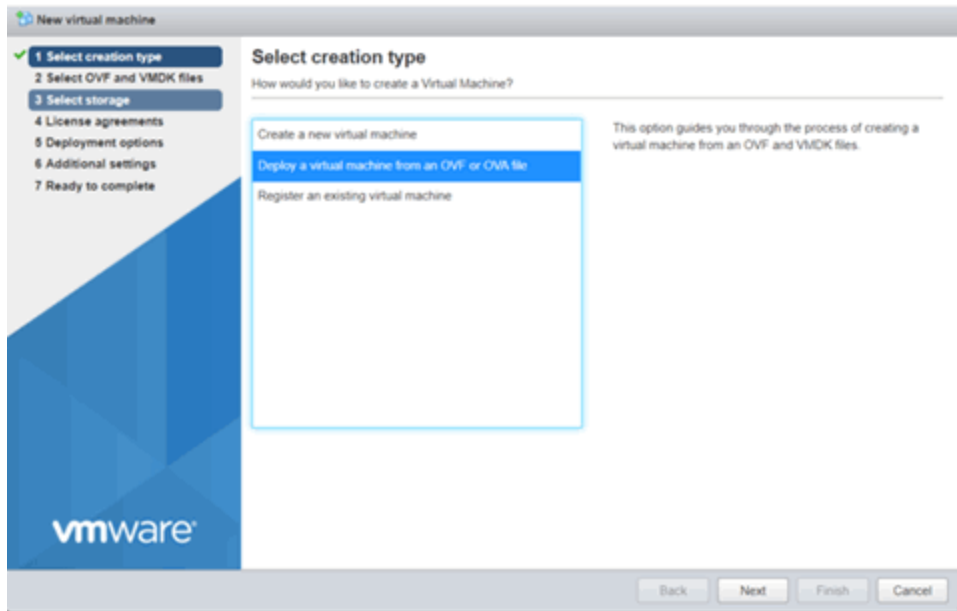 New virtual machine
1 Select creation type
2 Select OVF and VMDK files
3 Select storage
4 License agreements
5 Deployment options
6 Additional settings
7 Ready to complete
Select creation type
How would you like to create a Virtual Machine?
Create a new virtual machine
Deploy a virtual machine from an OVF or OVA file
Register an existing virtual machine
This option guides you through the process of creating a
virtual machine from an OVF and VMDK files.
vmware®
Back Next Finish Cancel